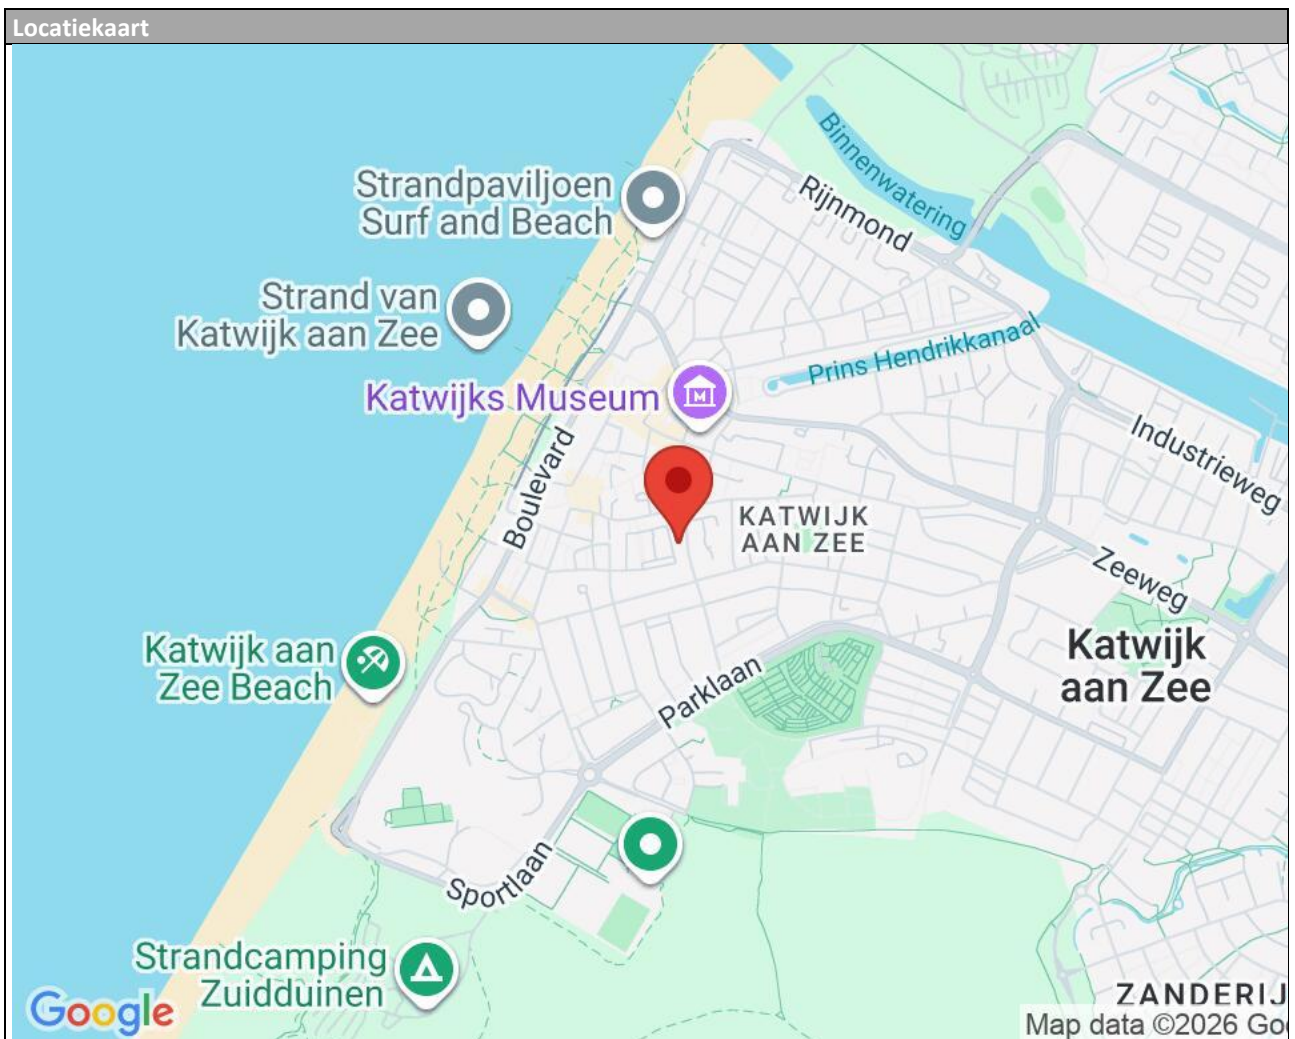 Locatiekaart
Binnenwatering
Rijnmond
Strandpaviljoen
Surf and Beach
Strand van
Katwijk aan Zee
Prins Hendrikkanaal
Katwijks Museum
M
Boulevard
Industrieweg
KATWIJK
AAN ZEE
Zeeweg
Katwijk
aan Zee
Katwijk aan
Zee Beach
Parklaan
Sportlaan
Strandcamping
Zuidduinen
ZANDERIJ
Google
Map data ©2026 Goo